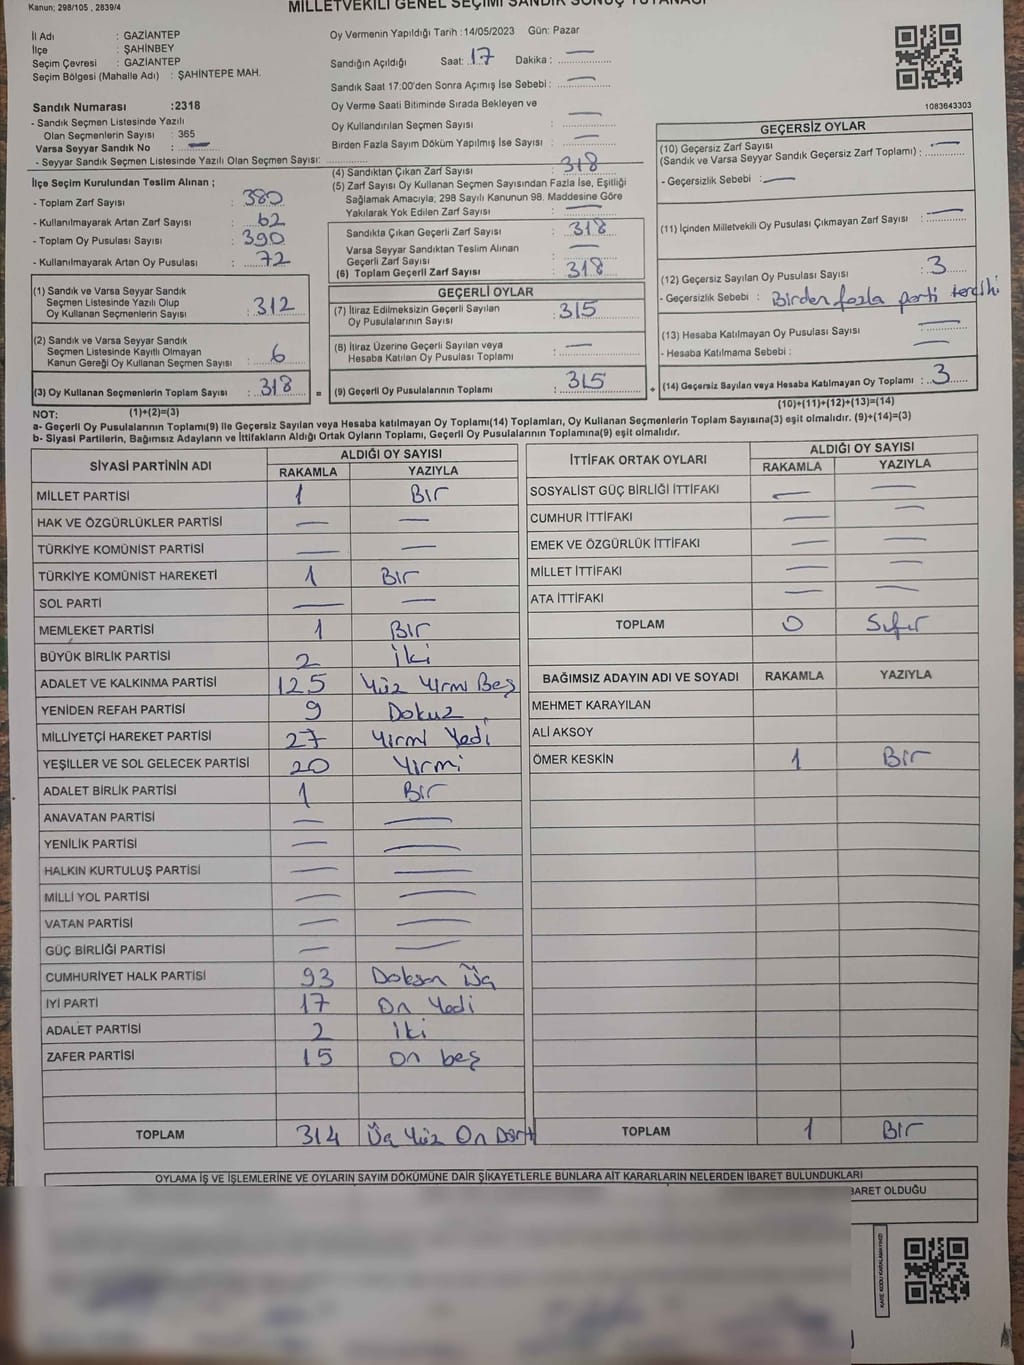 Kanun; 298/105 , 2839/4
MİLLETVEKİLİ GENEL SEÇİMİ SANDIK SONUÇ TUTANAĞI
İl Adı : GAZİANTEP
İlçe : ŞAHİNBEY
Seçim Çevresi : GAZİANTEP
Seçim Bölgesi (Mahalle Adı) : ŞAHİNTEPE MAH.
Sandık Numarası :2318
- Sandık Seçmen Listesinde Yazılı
Olan Seçmenlerin Sayısı : 365
Varsa Seyyar Sandık No : —
- Seyyar Sandık Seçmen Listesinde Yazılı Olan Seçmen Sayısı:
Oy Vermenin Yapıldığı Tarih :14/05/2023 Gün: Pazar
Sandığın Açıldığı Saat: 17 Dakika : —
Sandık Saat 17:00'den Sonra Açımış İse Sebebi : —
Oy Verme Saati Bitiminde Sırada Bekleyen ve
Oy Kullandırılan Seçmen Sayısı : —
Birden Fazla Sayım Döküm Yapılmış İse Sayısı : —
1083643303
İlçe Seçim Kurulundan Teslim Alınan ;
- Toplam Zarf Sayısı : 380
- Kullanılmayarak Artan Zarf Sayısı : 62
- Toplam Oy Pusulası Sayısı : 390
- Kullanılmayarak Artan Oy Pusulası : 72
(1) Sandık ve Varsa Seyyar Sandık
Seçmen Listesinde Yazılı Olup
Oy Kullanan Seçmenlerin Sayısı : 312
(2) Sandık ve Varsa Seyyar Sandık
Seçmen Listesinde Kayıtlı Olmayan
Kanun Gereği Oy Kullanan Seçmen Sayısı : 6
(3) Oy Kullanan Seçmenlerin Toplam Sayısı : 318
(4) Sandıktan Çıkan Zarf Sayısı : 318
(5) Zarf Sayısı Oy Kullanan Seçmen Sayısından Fazla İse, Eşitliği
Sağlamak Amacıyla, 298 Sayılı Kanunun 98. Maddesine Göre
Yakılarak Yok Edilen Zarf Sayısı : —
Sandıkta Çıkan Geçerli Zarf Sayısı : 318
Varsa Seyyar Sandıktan Teslim Alınan
Geçerli Zarf Sayısı : —
(6) Toplam Geçerli Zarf Sayısı : 318
GEÇERLİ OYLAR
(7) İtiraz Edilmeksizin Geçerli Sayılan
Oy Pusulalarının Sayısı : 315
(8) İtiraz Üzerine Geçerli Sayılan veya
Hesaba Katılan Oy Pusulası Toplamı : —
= (9) Geçerli Oy Pusulalarının Toplamı : 315
GEÇERSİZ OYLAR
(10) Geçersiz Zarf Sayısı
(Sandık ve Varsa Seyyar Sandık Geçersiz Zarf Toplamı) : —
- Geçersizlik Sebebi : —
(11) İçinden Milletvekili Oy Pusulası Çıkmayan Zarf Sayısı : —
(12) Geçersiz Sayılan Oy Pusulası Sayısı : 3
- Geçersizlik Sebebi : Birden fazla parti tercihi
(13) Hesaba Katılmayan Oy Pusulası Sayısı : —
- Hesaba Katılmama Sebebi : —
+ (14) Geçersiz Sayılan veya Hesaba Katılmayan Oy Toplamı : 3
NOT: (1)+(2)=(3) (10)+(11)+(12)+(13)=(14)
a- Geçerli Oy Pusulalarının Toplamı(9) ile Geçersiz Sayılan veya Hesaba katılmayan Oy Toplamı(14) Toplamları, Oy Kullanan Seçmenlerin Toplam Sayısına(3) eşit olmalıdır. (9)+(14)=(3)
b- Siyasi Partilerin, Bağımsız Adayların ve İttifakların Aldığı Ortak Oyların Toplamı, Geçerli Oy Pusulalarının Toplamına(9) eşit olmalıdır.
SİYASİ PARTİNİN ADI ALDIĞI OY SAYISI
RAKAMLA YAZIYLA
MİLLET PARTİSİ 1 Bir
HAK VE ÖZGÜRLÜKLER PARTİSİ — —
TÜRKİYE KOMÜNİST PARTİSİ — —
TÜRKİYE KOMÜNİST HAREKETİ 1 Bir
SOL PARTİ — —
MEMLEKET PARTİSİ 1 Bir
BÜYÜK BİRLİK PARTİSİ 2 İki
ADALET VE KALKINMA PARTİSİ 125 Yüz Yirmi Beş
YENİDEN REFAH PARTİSİ 9 Dokuz
MİLLİYETÇİ HAREKET PARTİSİ 27 Yirmi Yedi
YEŞİLLER VE SOL GELECEK PARTİSİ 20 Yirmi
ADALET BİRLİK PARTİSİ 1 Bir
ANAVATAN PARTİSİ — —
YENİLİK PARTİSİ — —
HALKIN KURTULUŞ PARTİSİ — —
MİLLİ YOL PARTİSİ — —
VATAN PARTİSİ — —
GÜÇ BİRLİĞİ PARTİSİ — —
CUMHURİYET HALK PARTİSİ 93 Doksan Üç
İYİ PARTİ 17 On Yedi
ADALET PARTİSİ 2 İki
ZAFER PARTİSİ 15 On beş
TOPLAM 314 Üç Yüz On Dört
İTTİFAK ORTAK OYLARI ALDIĞI OY SAYISI
RAKAMLA YAZIYLA
SOSYALİST GÜÇ BİRLİĞİ İTTİFAKI — —
CUMHUR İTTİFAKI — —
EMEK VE ÖZGÜRLÜK İTTİFAKI — —
MİLLET İTTİFAKI — —
ATA İTTİFAKI — —
TOPLAM 0 Sıfır
BAĞIMSIZ ADAYIN ADI VE SOYADI RAKAMLA YAZIYLA
MEHMET KARAYILAN
ALİ AKSOY
ÖMER KESKİN 1 Bir
TOPLAM 1 Bir
OYLAMA İŞ VE İŞLEMLERİNE VE OYLARIN SAYIM DÖKÜMÜNE DAİR ŞİKAYETLERLE BUNLARA AİT KARARLARIN NELERDEN İBARET BULUNDUKLARI
BARET OLDUĞU
KARE KODU KARALAMAYINIZ!